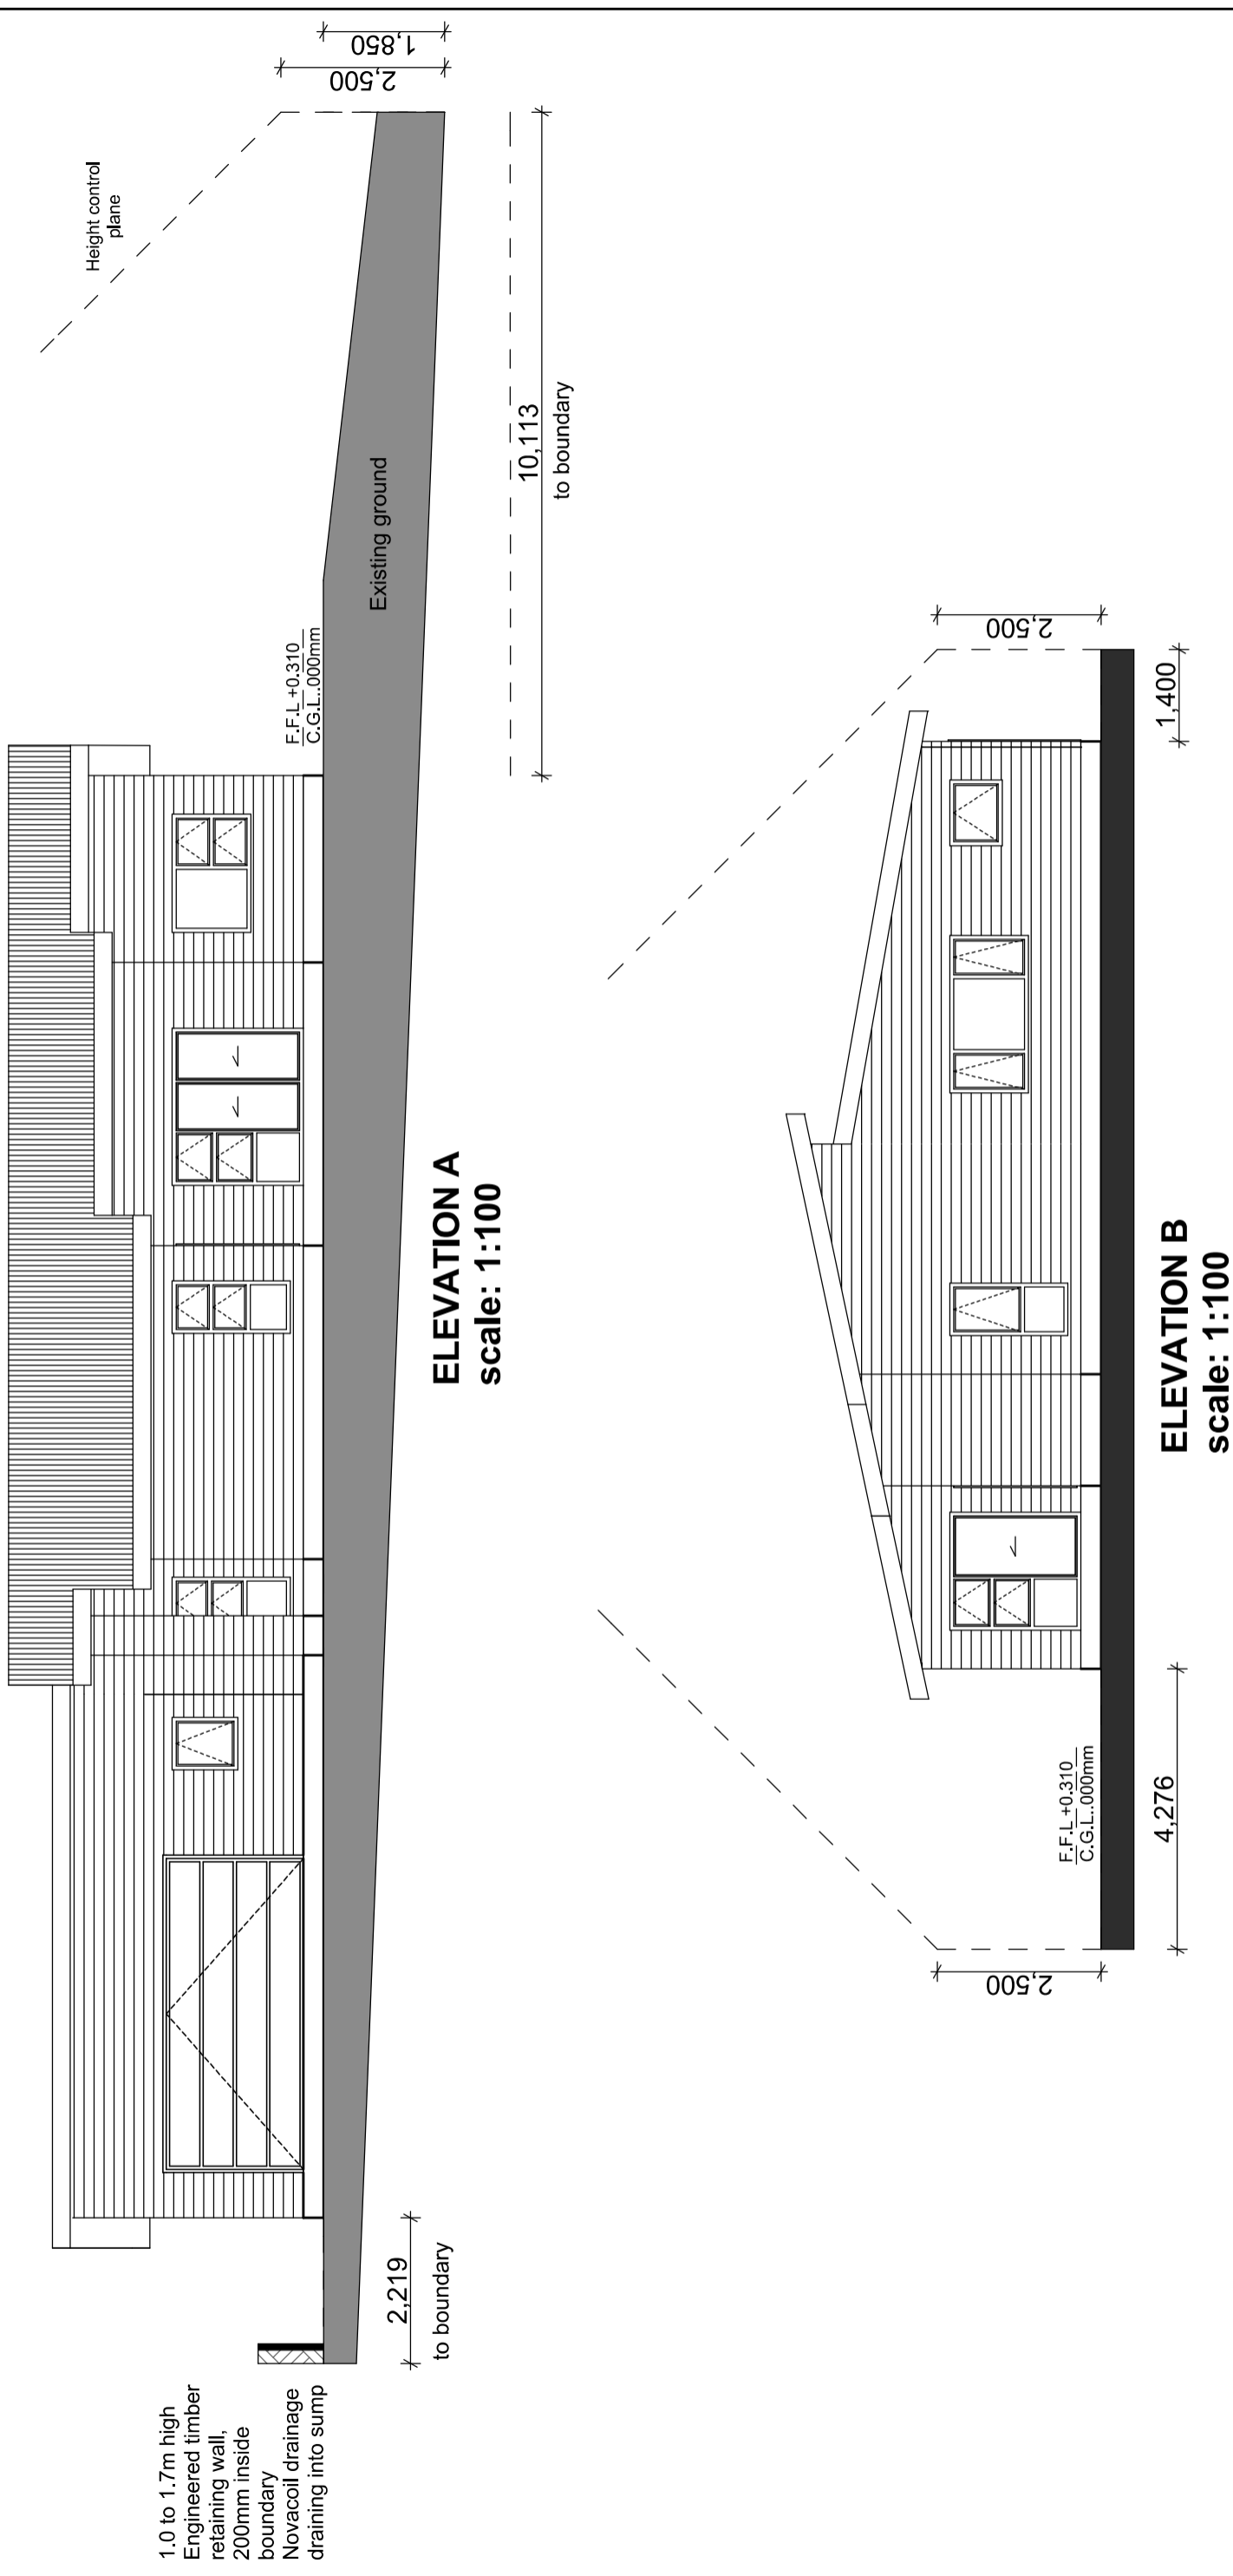 1,850
2,500
Height control
plane
F.F.L +0.310
C.G.L..000mm
Existing ground
10,113
to boundary
1.0 to 1.7m high
Engineered timber
retaining wall,
200mm inside
boundary
Novacoil drainage
draining into sump
2,219
to boundary
ELEVATION A
scale: 1:100
2,500
2,500
F.F.L +0.310
C.G.L..000mm
4,276
1,400
ELEVATION B
scale: 1:100